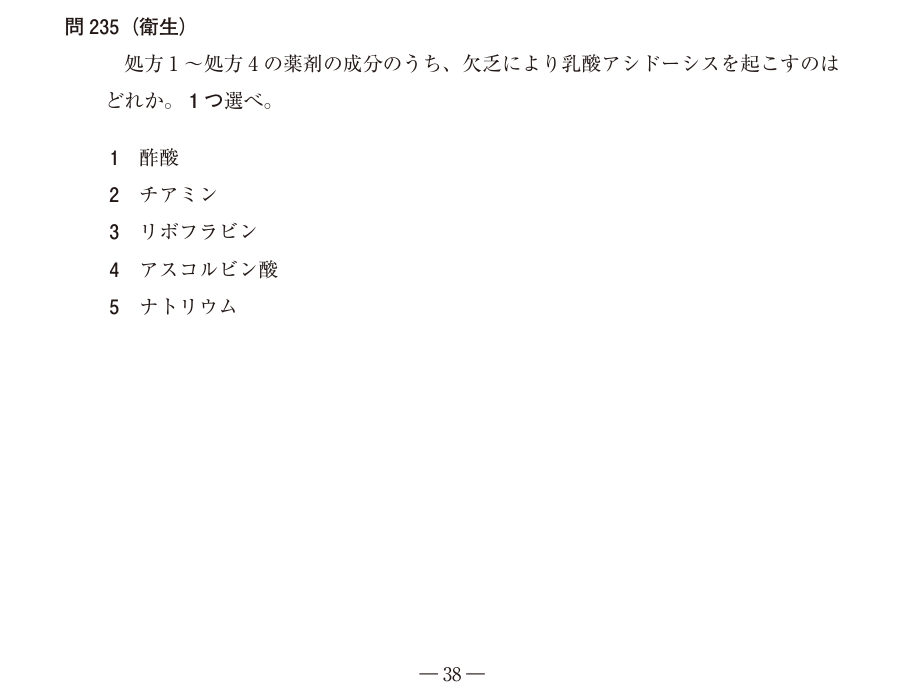 問 235（衛生）
処方１～処方４の薬剤の成分のうち、欠乏により乳酸アシドーシスを起こすのは
どれか。１つ選べ。
1　酢酸
2　チアミン
3　リボフラビン
4　アスコルビン酸
5　ナトリウム
― 38 ―